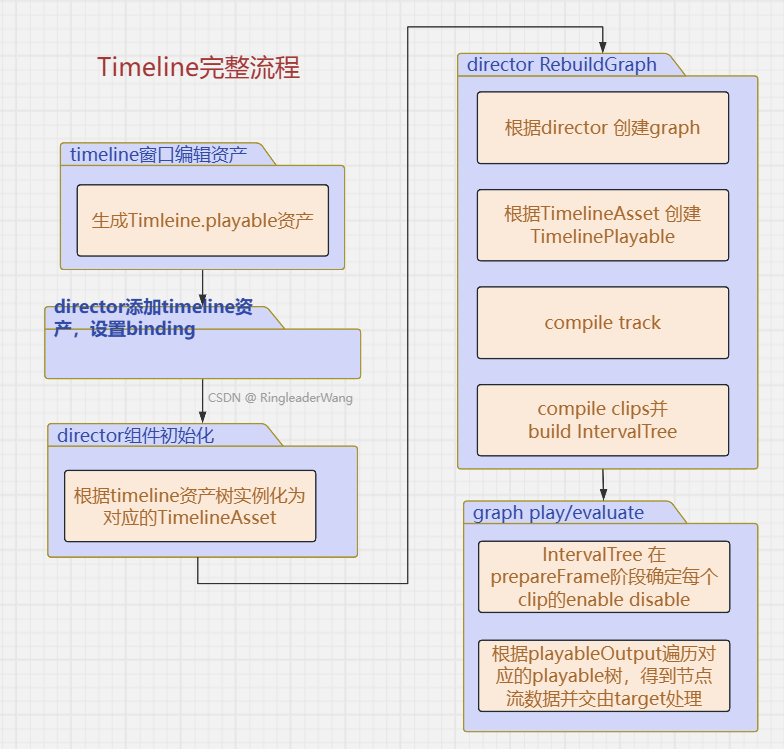 Timeline完整流程
timeline窗口编辑资产
生成Timleine.playable资产
director添加timeline资
产，设置binding
CSDN @ RingleaderWang
director组件初始化
根据timeline资产树实例化为
对应的TimelineAsset
director RebuildGraph
根据director 创建graph
根据TimelineAsset 创建
TimelinePlayable
compile track
compile clips并
build IntervalTree
graph play/evaluate
IntervalTree 在
prepareFrame阶段确定每个
clip的enable disable
根据playableOutput遍历对
应的playable树，得到节点
流数据并交由target处理